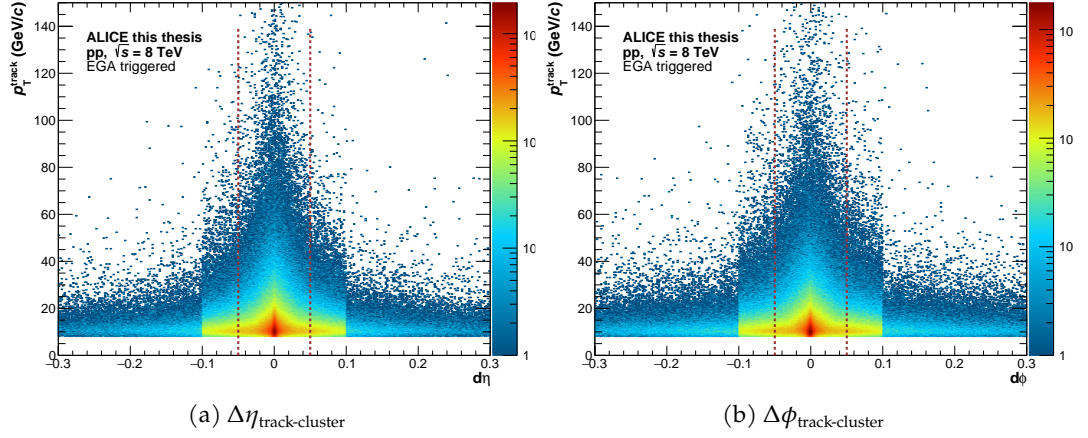 ALICE this thesis
pp, √s = 8 TeV
EGA triggered
p_T^track (GeV/c)
140
120
100
80
60
40
20
0
−0.3 −0.2 −0.1 0 0.1 0.2 0.3
dη
10
10
10
1
(a) Δη_track-cluster
ALICE this thesis
pp, √s = 8 TeV
EGA triggered
p_T^track (GeV/c)
140
120
100
80
60
40
20
0
−0.3 −0.2 −0.1 0 0.1 0.2 0.3
dϕ
10
10
10
1
(b) Δϕ_track-cluster